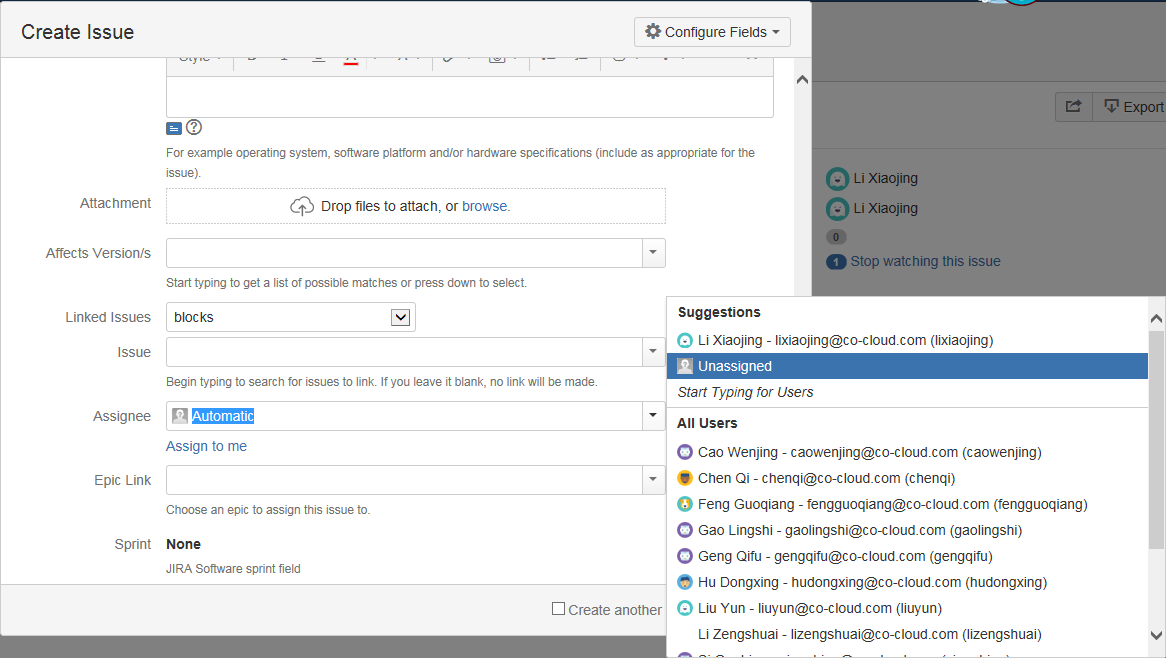 Create Issue
Configure Fields
Style
Export
For example operating system, software platform and/or hardware specifications (include as appropriate for the
issue).
Li Xiaojing
Attachment
Drop files to attach, or browse.
Li Xiaojing
0
Affects Version/s
1 Stop watching this issue
Start typing to get a list of possible matches or press down to select.
Linked Issues
blocks
Issue
Begin typing to search for issues to link. If you leave it blank, no link will be made.
Assignee
Automatic
Assign to me
Epic Link
Choose an epic to assign this issue to.
Sprint
None
JIRA Software sprint field
Create another
Suggestions
Li Xiaojing - lixiaojing@co-cloud.com (lixiaojing)
Unassigned
Start Typing for Users
All Users
Cao Wenjing - caowenjing@co-cloud.com (caowenjing)
Chen Qi - chenqi@co-cloud.com (chenqi)
Feng Guoqiang - fengguoqiang@co-cloud.com (fengguoqiang)
Gao Lingshi - gaolingshi@co-cloud.com (gaolingshi)
Geng Qifu - gengqifu@co-cloud.com (gengqifu)
Hu Dongxing - hudongxing@co-cloud.com (hudongxing)
Liu Yun - liuyun@co-cloud.com (liuyun)
Li Zengshuai - lizengshuai@co-cloud.com (lizengshuai)